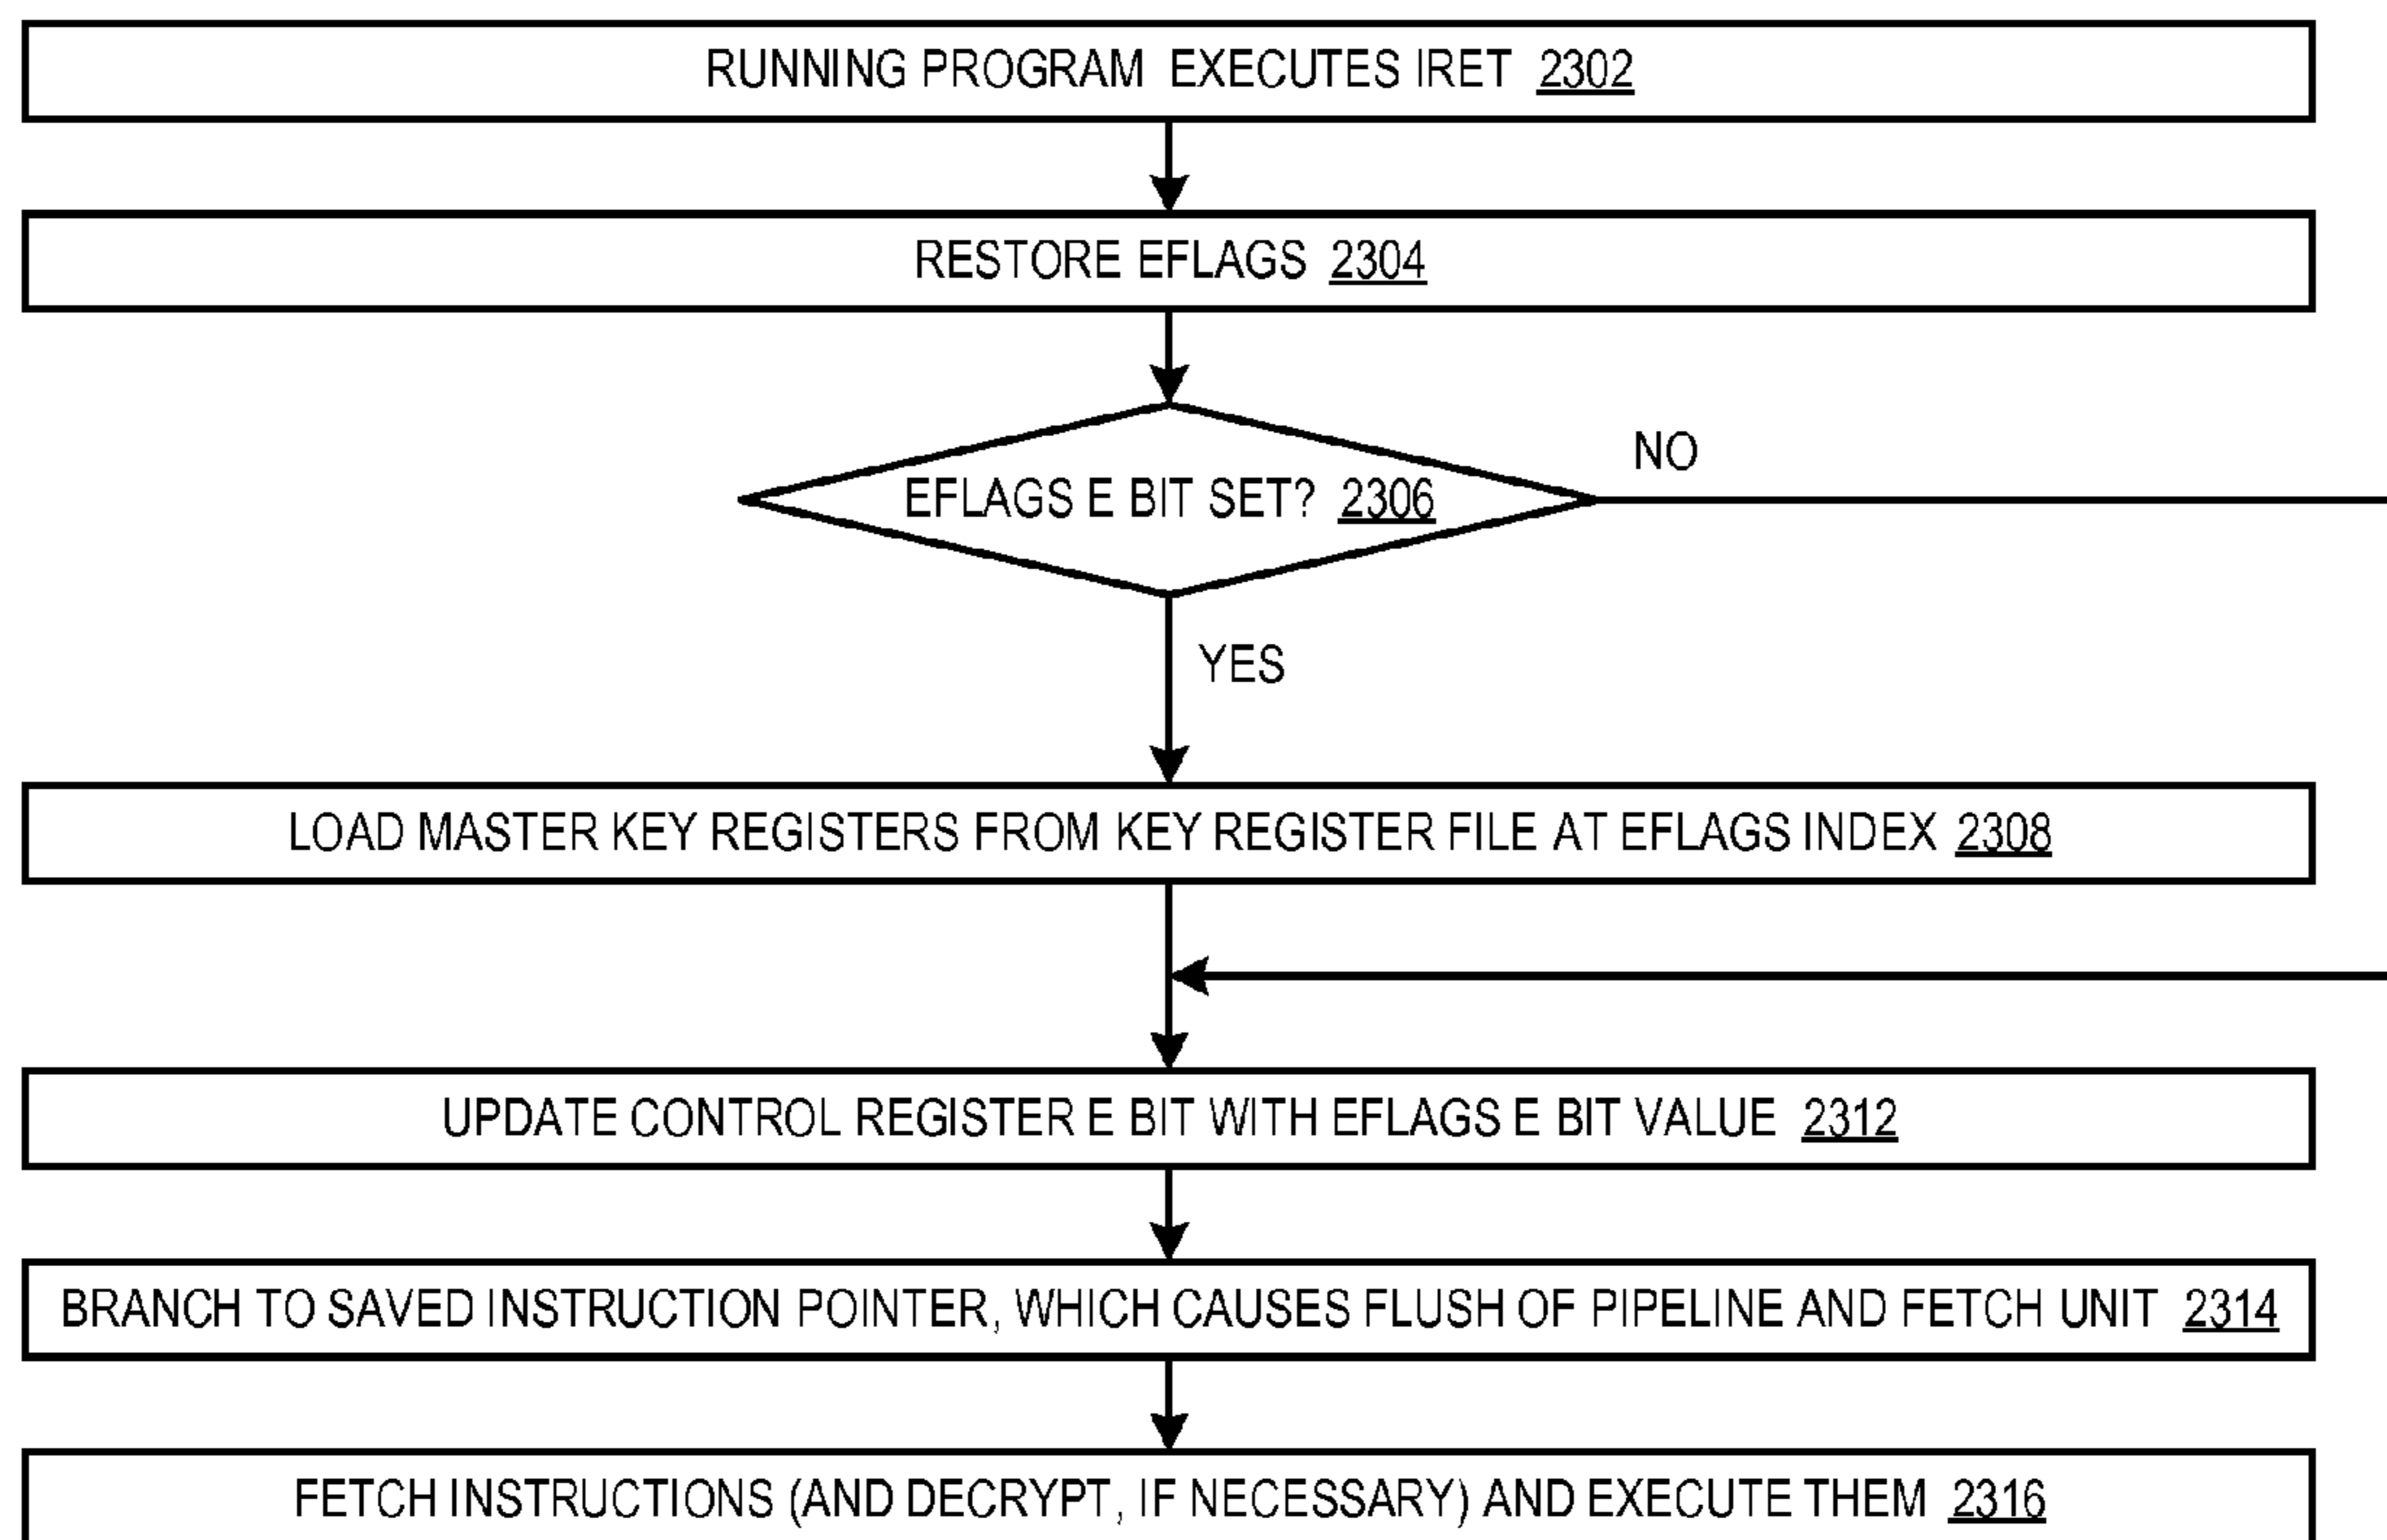 RUNNING PROGRAM EXECUTES IRET 2302
RESTORE EFLAGS 2304
NO
EFLAGS E BIT SET? 2306
YES
LOAD MASTER KEY REGISTERS FROM KEY REGISTER FILE AT EFLAGS INDEX 2308
UPDATE CONTROL REGISTER E BIT WITH EFLAGS E BIT VALUE 2312
BRANCH TO SAVED INSTRUCTION POINTER, WHICH CAUSES FLUSH OF PIPELINE AND FETCH UNIT 2314
FETCH INSTRUCTIONS (AND DECRYPT, IF NECESSARY) AND EXECUTE THEM 2316